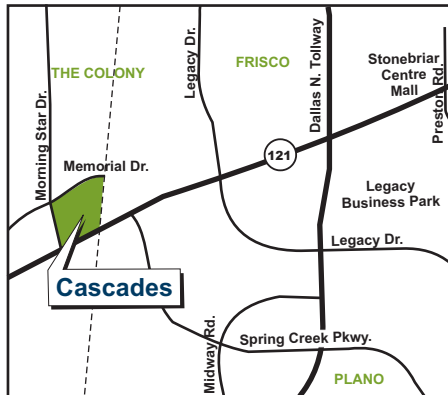 THE COLONY
FRISCO
Stonebriar
Centre
Mall
Preston Rd.
Morning Star Dr.
Legacy Dr.
Dallas N. Tollway
Memorial Dr.
121
Legacy
Business Park
Legacy Dr.
Cascades
Midway Rd.
Spring Creek Pkwy.
PLANO